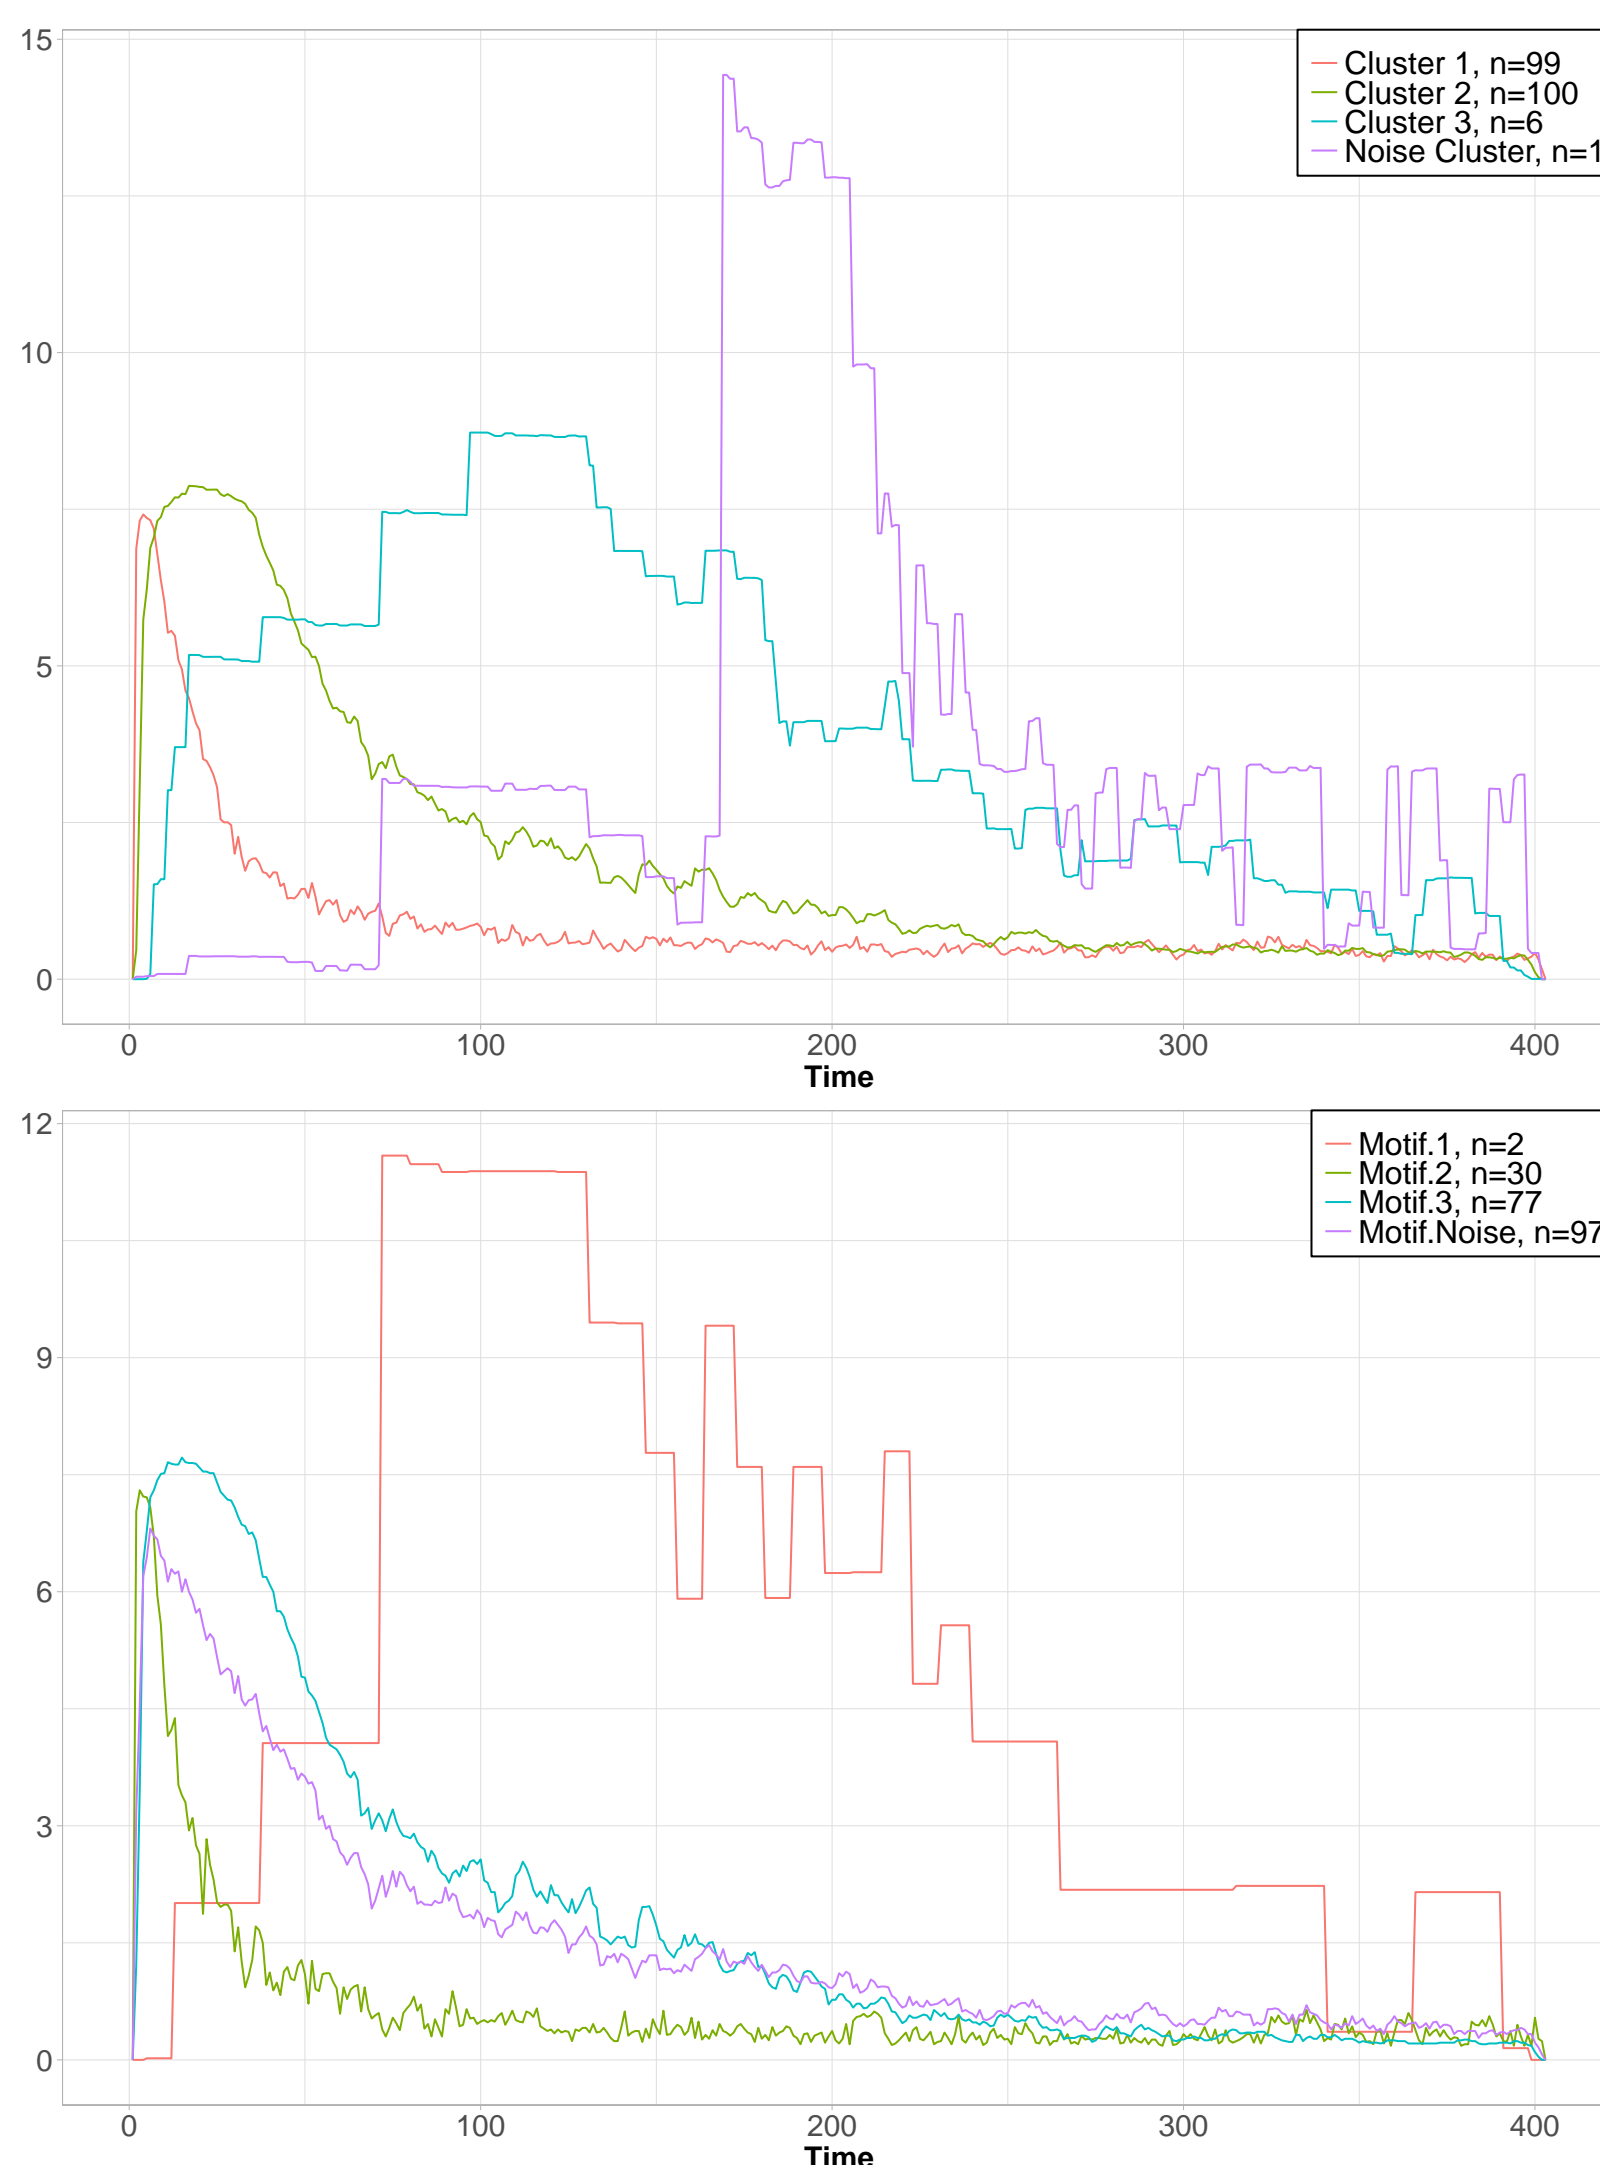 15
10
5
0
Cluster 1, n=99
Cluster 2, n=100
Cluster 3, n=6
Noise Cluster, n=1
0 100 200 300 400
Time
12
9
6
3
0
Motif.1, n=2
Motif.2, n=30
Motif.3, n=77
Motif.Noise, n=97
0 100 200 300 400
Time